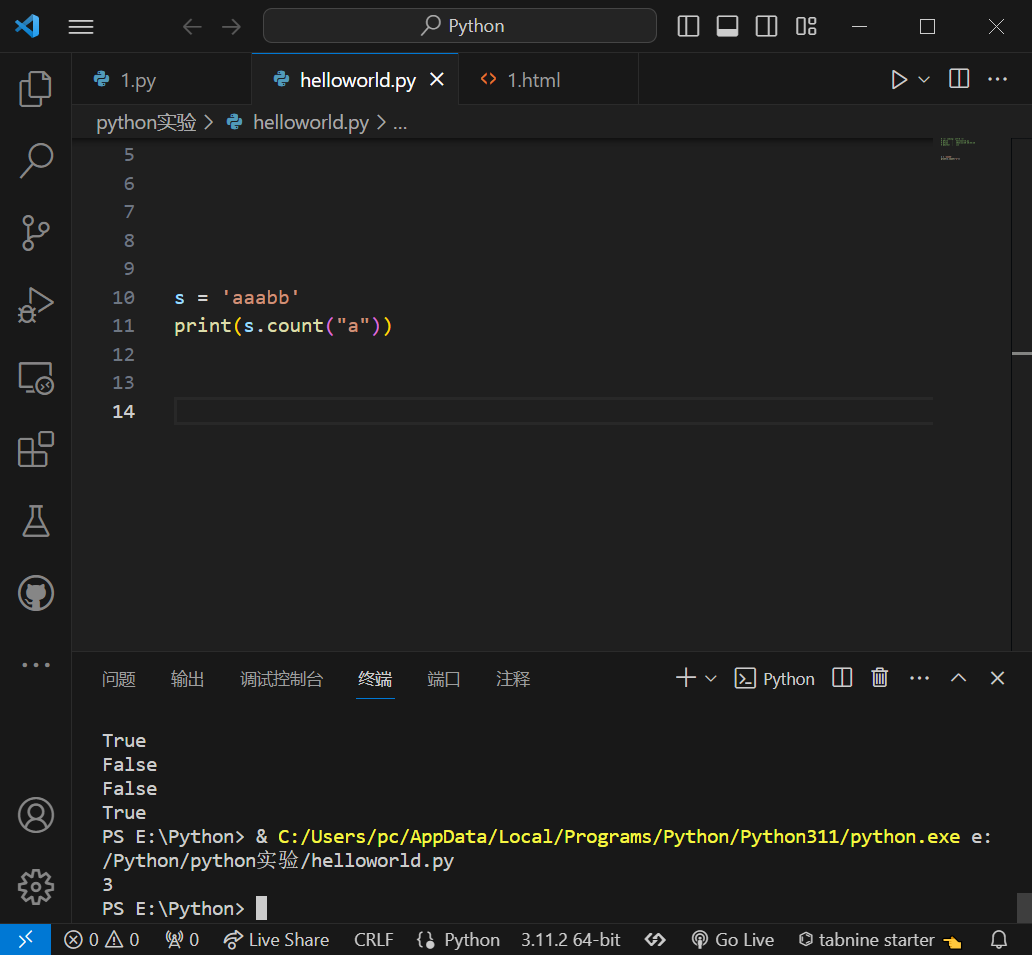 Python
1.py
helloworld.py
1.html
python实验 > helloworld.py > ...
5
6
7
8
9
10 s = 'aaabb'
11 print(s.count("a"))
12
13
14
问题 输出 调试控制台 终端 端口 注释
Python
True
False
False
True
PS E:\Python> & C:/Users/pc/AppData/Local/Programs/Python/Python311/python.exe e:
/Python/python实验/helloworld.py
3
PS E:\Python>
0 0 0 Live Share CRLF Python 3.11.2 64-bit Go Live tabnine starter